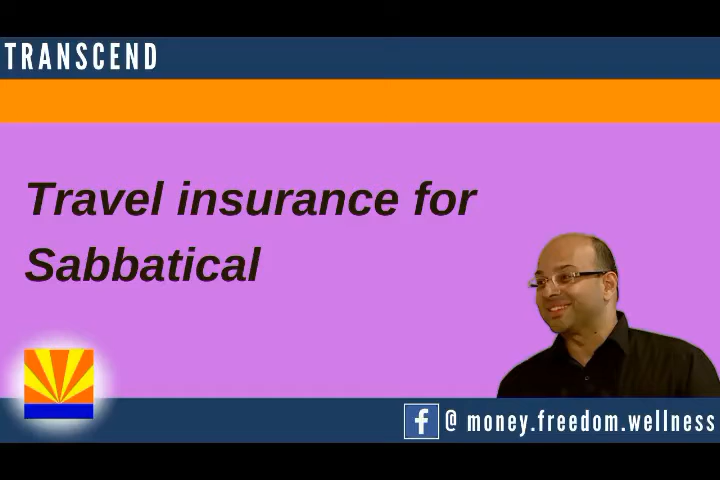 TRANSCEND
Travel insurance for
Sabbatical
f @ money.freedom.wellness